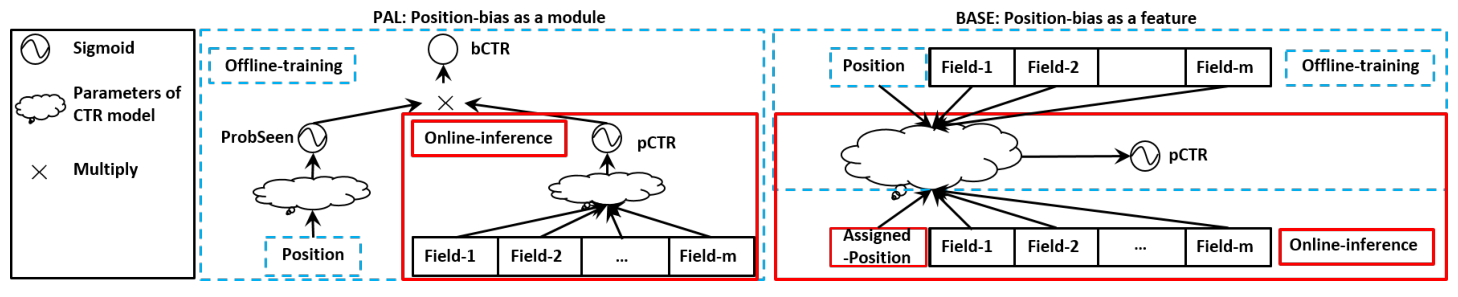 PAL: Position-bias as a module
BASE: Position-bias as a feature
Sigmoid
Parameters of
CTR model
Multiply
Offline-training
bCTR
ProbSeen
Online-inference
pCTR
Position
Field-1
Field-2
...
Field-m
Position
Field-1
Field-2
Field-m
Offline-training
pCTR
Assigned
-Position
Field-1
Field-2
...
Field-m
Online-inference